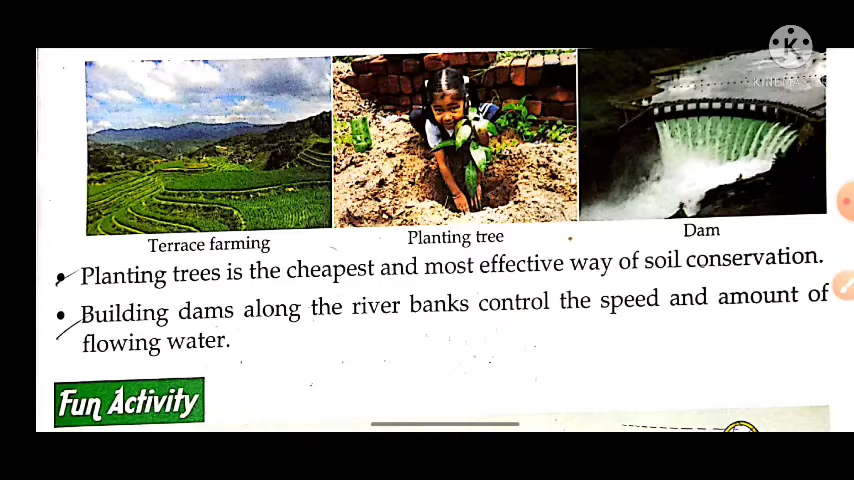 K
KINEMASTER
Terrace farming
Planting tree
Dam
• Planting trees is the cheapest and most effective way of soil conservation.
• Building dams along the river banks control the speed and amount of
flowing water.
Fun Activity